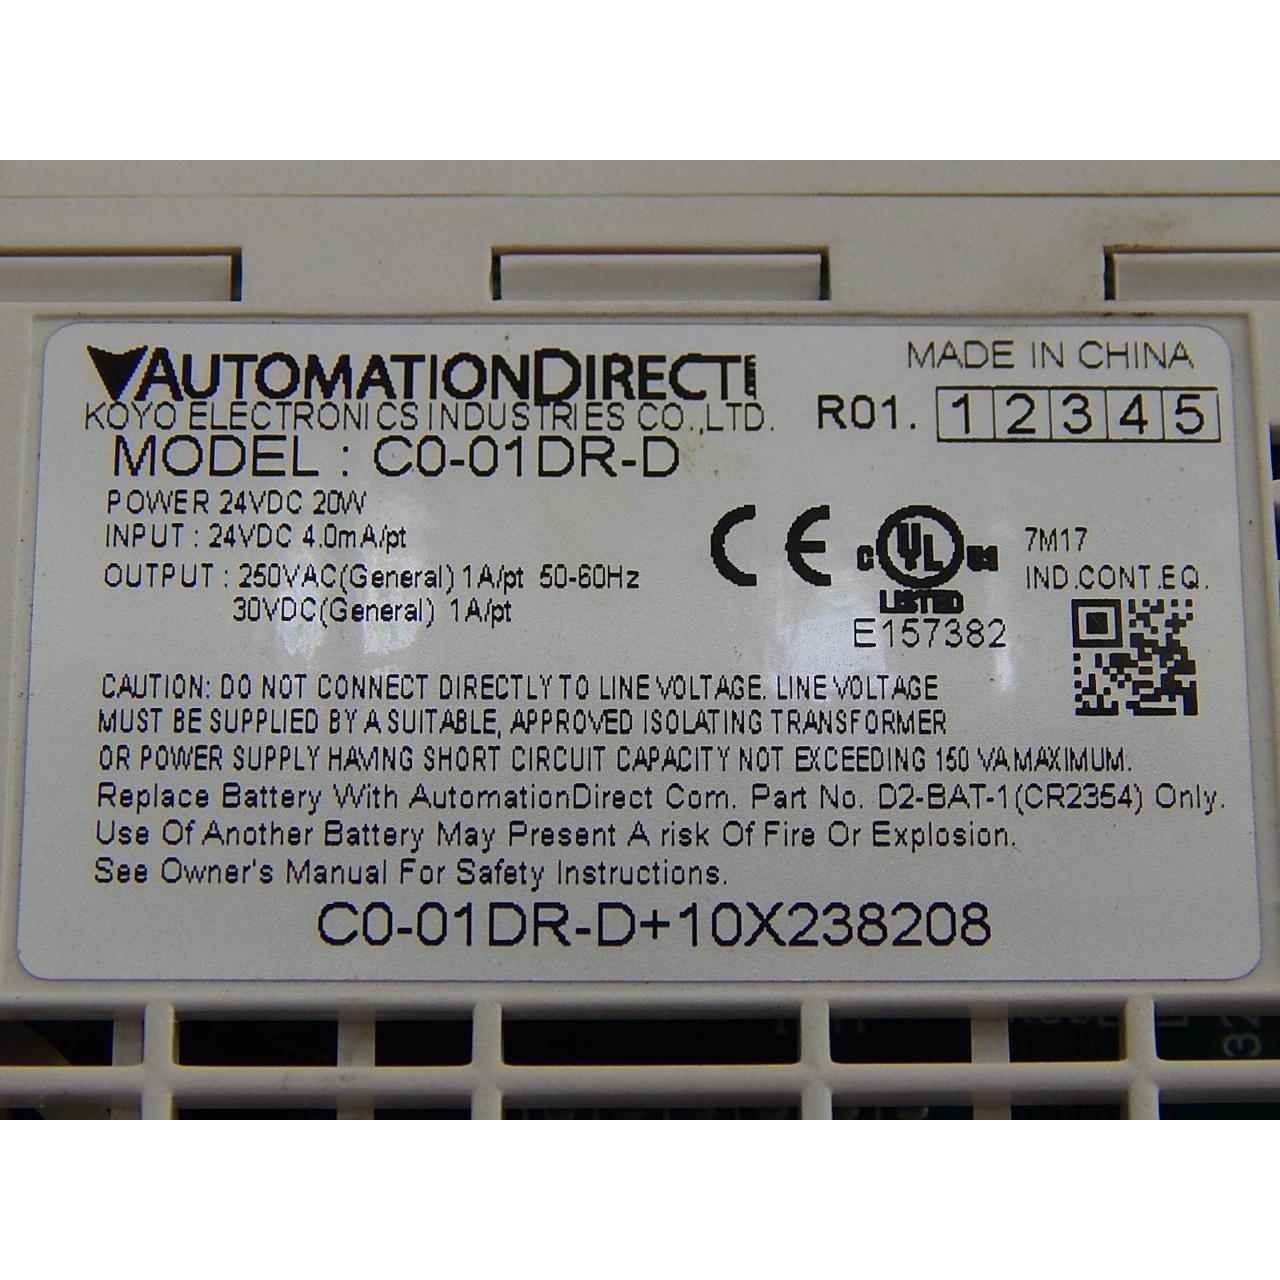 AUTOMATIONDIRECT.com
MADE IN CHINA
KOYO ELECTRONICS INDUSTRIES CO.,LTD.
R01. 1 2 3 4 5
MODEL : C0-01DR-D
POWER 24VDC 20W
INPUT : 24VDC 4.0mA/pt
OUTPUT : 250VAC(General) 1A/pt 50-60Hz
30VDC(General) 1A/pt
CE
C UL US
LISTED
E157382
7M17
IND.CONT.EQ.
CAUTION: DO NOT CONNECT DIRECTLY TO LINE VOLTAGE. LINE VOLTAGE
MUST BE SUPPLIED BY A SUITABLE, APPROVED ISOLATING TRANSFORMER
OR POWER SUPPLY HAVING SHORT CIRCUIT CAPACITY NOT EXCEEDING 150 VA MAXIMUM.
Replace Battery With AutomationDirect Com. Part No. D2-BAT-1(CR2354) Only.
Use Of Another Battery May Present A risk Of Fire Or Explosion.
See Owner's Manual For Safety Instructions.
C0-01DR-D+10X238208